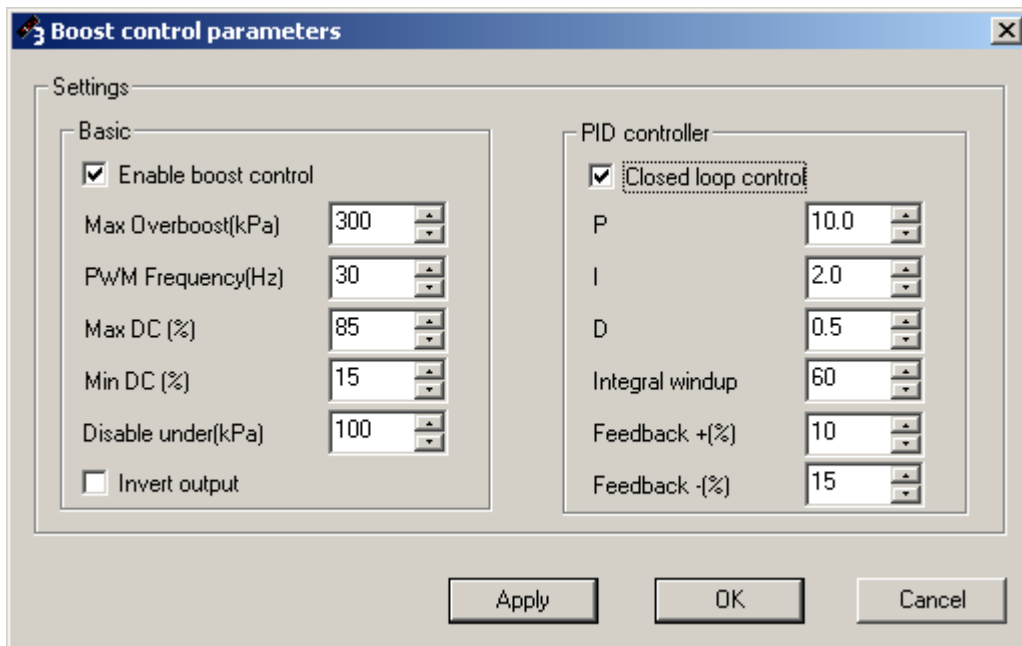 3 Boost control parameters
Settings
Basic
Enable boost control
Max Overboost(kPa) 300
PWM Frequency(Hz) 30
Max DC (%) 85
Min DC (%) 15
Disable under(kPa) 100
Invert output
PID controller
Closed loop control
P 10.0
I 2.0
D 0.5
Integral windup 60
Feedback +(%) 10
Feedback -(%) 15
Apply OK Cancel